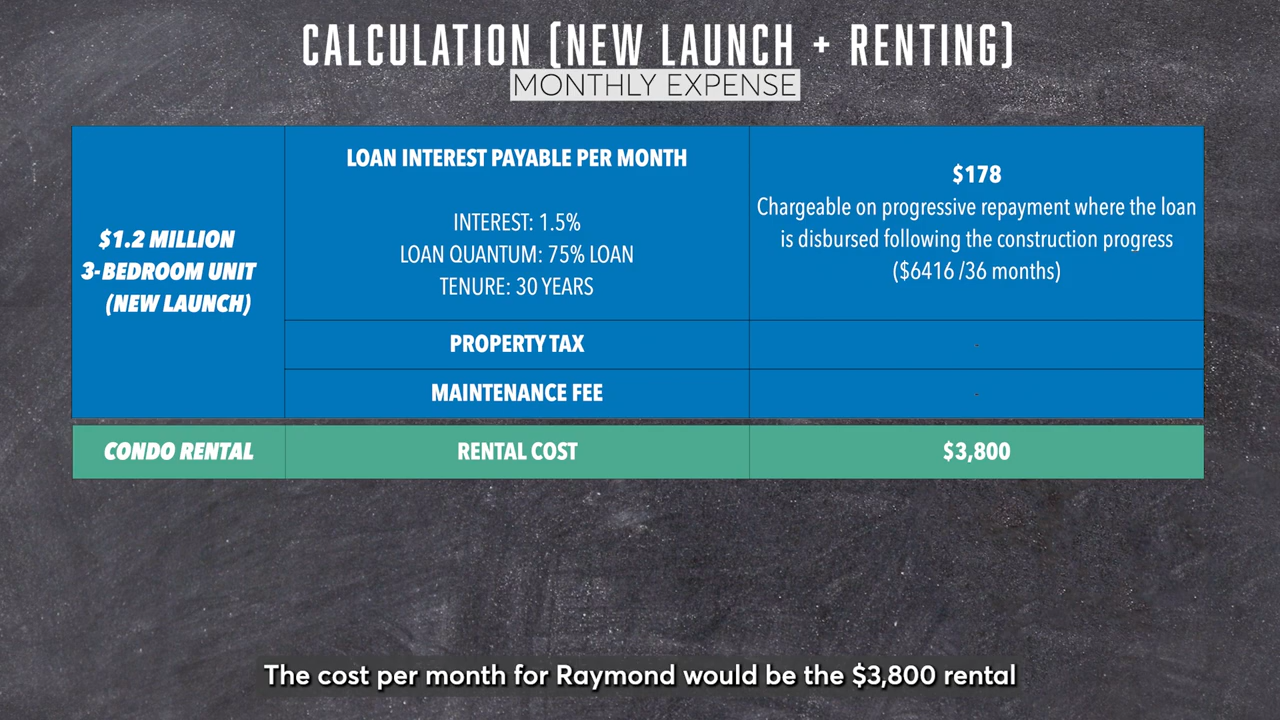 CALCULATION (NEW LAUNCH + RENTING)
MONTHLY EXPENSE
$1.2 MILLION
3-BEDROOM UNIT
(NEW LAUNCH)
LOAN INTEREST PAYABLE PER MONTH
INTEREST: 1.5%
LOAN QUANTUM: 75% LOAN
TENURE: 30 YEARS
$178
Chargeable on progressive repayment where the loan
is disbursed following the construction progress
($6416 /36 months)
PROPERTY TAX
-
MAINTENANCE FEE
-
CONDO RENTAL
RENTAL COST
$3,800
The cost per month for Raymond would be the $3,800 rental